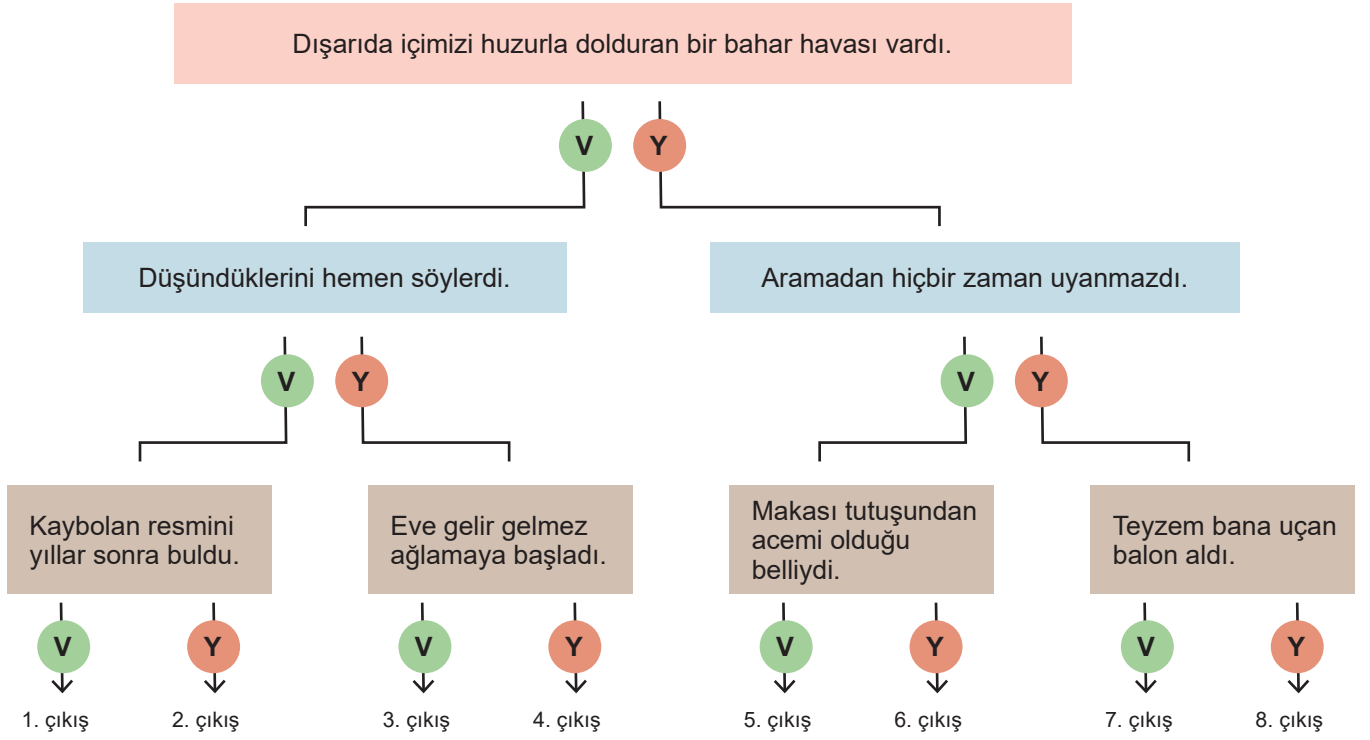 Dışarıda içimizi huzurla dolduran bir bahar havası vardı.
V Y
Düşündüklerini hemen söylerdi.
Aramadan hiçbir zaman uyanmazdı.
V Y
V Y
Kaybolan resmini
yıllar sonra buldu.
Eve gelir gelmez
ağlamaya başladı.
Makası tutuşundan
acemi olduğu
belliydi.
Teyzem bana uçan
balon aldı.
V Y V Y V Y V Y
1. çıkış 2. çıkış 3. çıkış 4. çıkış 5. çıkış 6. çıkış 7. çıkış 8. çıkış